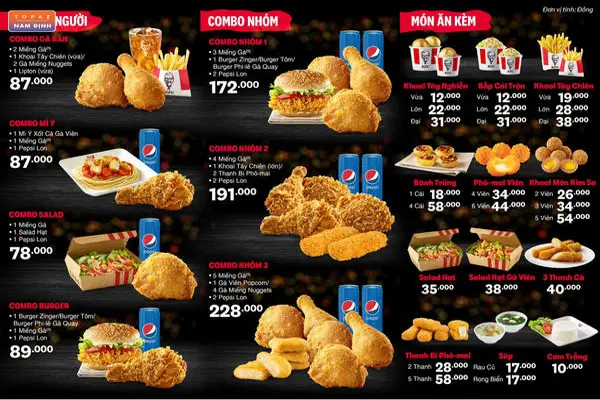 TOPAZ
NAM ĐỊNH
NGƯỜI
COMBO GÀ RÁN
• 2 Miếng Gà(*)
• 1 Khoai Tây Chiên (vừa)/
2 Gà Miếng Nuggets
• 1 Lipton (vừa)
87.000
COMBO MÌ Ý
• 1 Mì Ý Xốt Cà Gà Viên
• 1 Miếng Gà(*)
• 1 Pepsi Lon
87.000
COMBO SALAD
• 1 Miếng Gà
• 1 Salad Hạt
• 1 Pepsi Lon
78.000
COMBO BURGER
• 1 Burger Zinger/Burger Tôm/
Burger Phi-lê Gà Quay
• 1 Miếng Gà(*)
• 1 Pepsi Lon
89.000
COMBO NHÓM
COMBO NHÓM 1
• 3 Miếng Gà(*)
• 1 Burger Zinger/Burger Tôm/
Burger Phi-lê Gà Quay
• 2 Pepsi Lon
172.000
COMBO NHÓM 2
• 4 Miếng Gà(*)
• 1 Khoai Tây Chiên (lớn)/
2 Thanh Bí Phô-mai
• 2 Pepsi Lon
191.000
COMBO NHÓM 3
• 5 Miếng Gà(*)
• 1 Gà Viên Popcorn/
4 Gà Miếng Nuggets
• 2 Pepsi Lon
228.000
pepsi
MÓN ĂN KÈM
Đơn vị tính: Đồng
KFC
Khoai Tây Nghiền
Vừa 12.000
Lớn 22.000
Đại 31.000
Bắp Cải Trộn
Vừa 12.000
Lớn 22.000
Đại 31.000
Khoai Tây Chiên
Vừa 19.000
Lớn 28.000
Đại 38.000
Bánh Trứng
1 Cái 18.000
4 Cái 58.000
Phô-mai Viên
4 Viên 34.000
6 Viên 44.000
Khoai Môn Kim Sa
2 Viên 26.000
3 Viên 34.000
5 Viên 54.000
Salad Hạt
35.000
Salad Hạt Gà Viên
38.000
3 Thanh Cá
40.000
Thanh Bí Phô-mai
2 Thanh 28.000
5 Thanh 58.000
Súp
Rau Củ 17.000
Rong Biển 17.000
Cơm Trắng
10.000